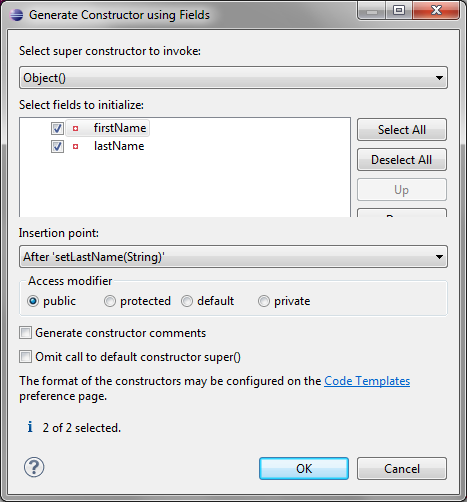 Generate Constructor using Fields
Select super constructor to invoke:
Object()
Select fields to initialize:
firstName
lastName
Select All
Deselect All
Up
Insertion point:
After 'setLastName(String)'
Access modifier
public protected default private
Generate constructor comments
Omit call to default constructor super()
The format of the constructors may be configured on the Code Templates
preference page.
2 of 2 selected.
OK Cancel